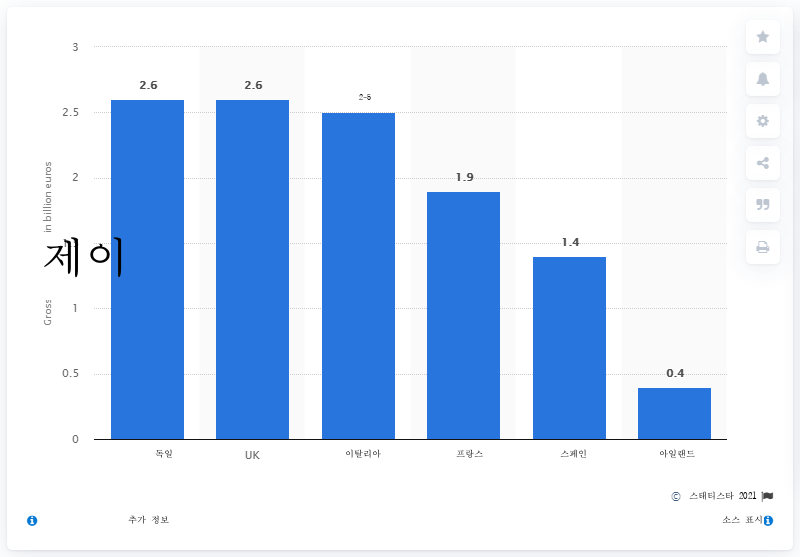 3
2.6
2.6
2-5
2.5
2
1.9
in billion euros
제이
1.4
Gross
1
0.5
0.4
0
독일
UK
이탈리아
프랑스
스페인
아일랜드
© 스태티스타 2021
추가 정보
소스 표시